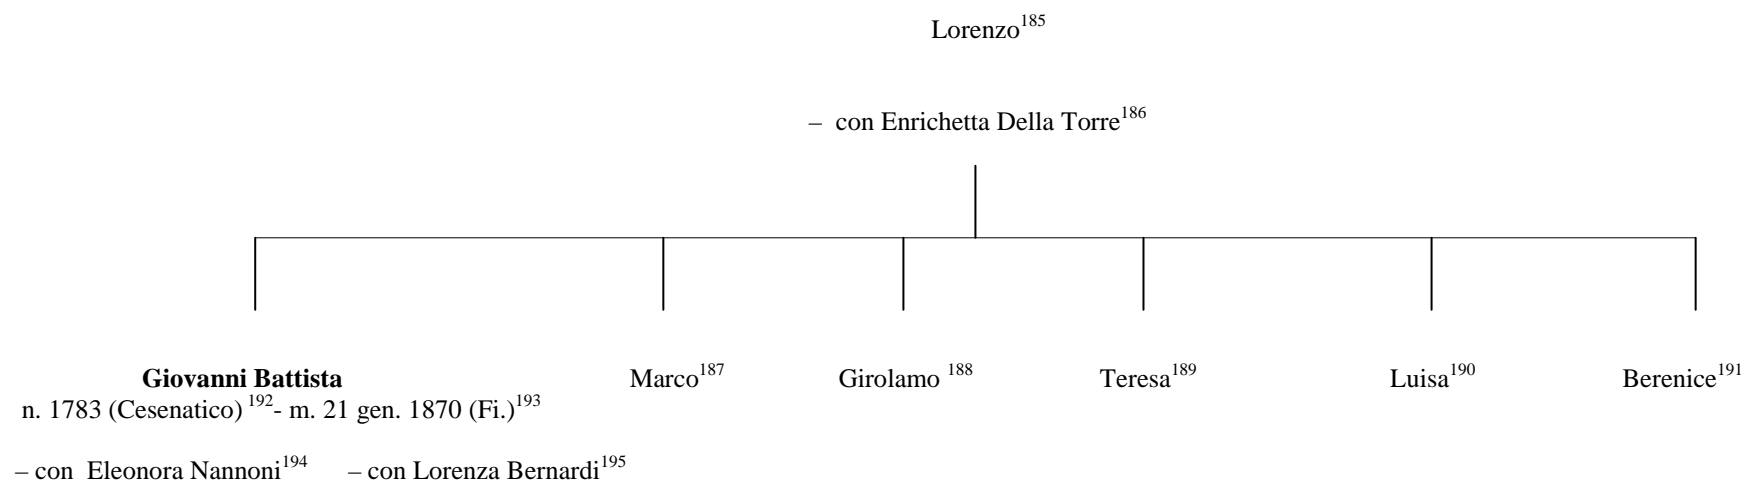 Lorenzo185
– con Enrichetta Della Torre186
Giovanni Battista Marco187 Girolamo 188 Teresa189 Luisa190 Berenice191
n. 1783 (Cesenatico) 192- m. 21 gen. 1870 (Fi.)193
– con Eleonora Nannoni194 – con Lorenza Bernardi195